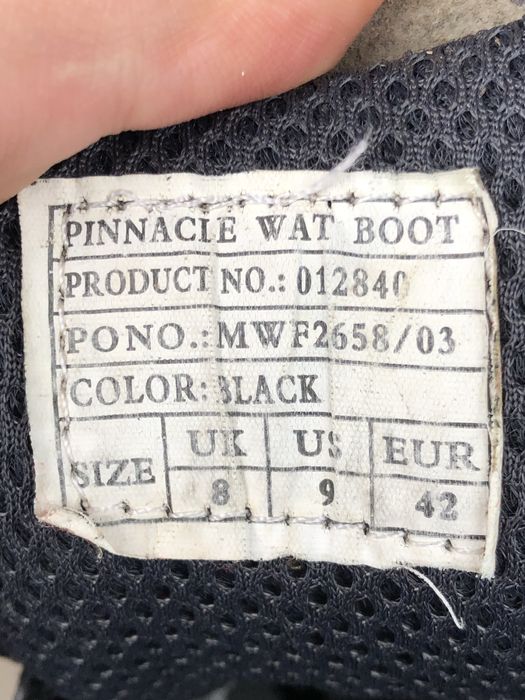 PINNACLE WAT BOOT
PRODUCT NO.: 012840
PONO.: MWF2658/03
COLOR: BLACK
SIZE UK US EUR
8 9 42